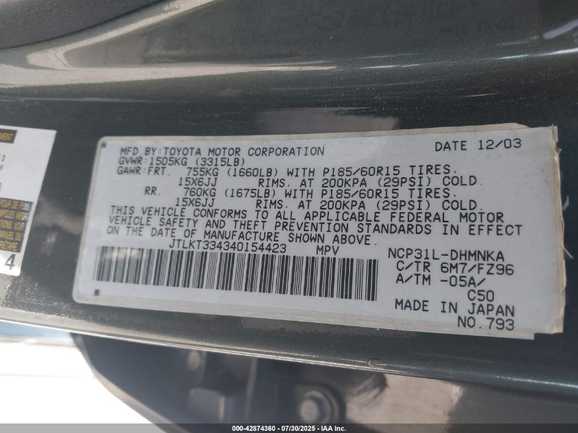 MFD BY: TOYOTA MOTOR CORPORATION DATE 12/03
GVWR: 1505KG (3315LB)
GAWR: FRT. 755KG (1660LB) WITH P185/60R15 TIRES.
15X6JJ RIMS. AT 200KPA (29PSI) COLD
RR. 760KG (1675LB) WITH P185/60R15 TIRES.
15X6JJ RIMS. AT 200KPA (29PSI) COLD.
THIS VEHICLE CONFORMS TO ALL APPLICABLE FEDERAL MOTOR
VEHICLE SAFETY AND THEFT PREVENTION STANDARDS IN EFFECT
ON THE DATE OF MANUFACTURE SHOWN ABOVE.
JTLKT334340154423 MPV NCP31L-DHMNKA
C/TR 6M7/FZ96
A/TM -05A/
C50
MADE IN JAPAN
NO.793
4
000-42874360 - 07/30/2025 - IAA Inc.